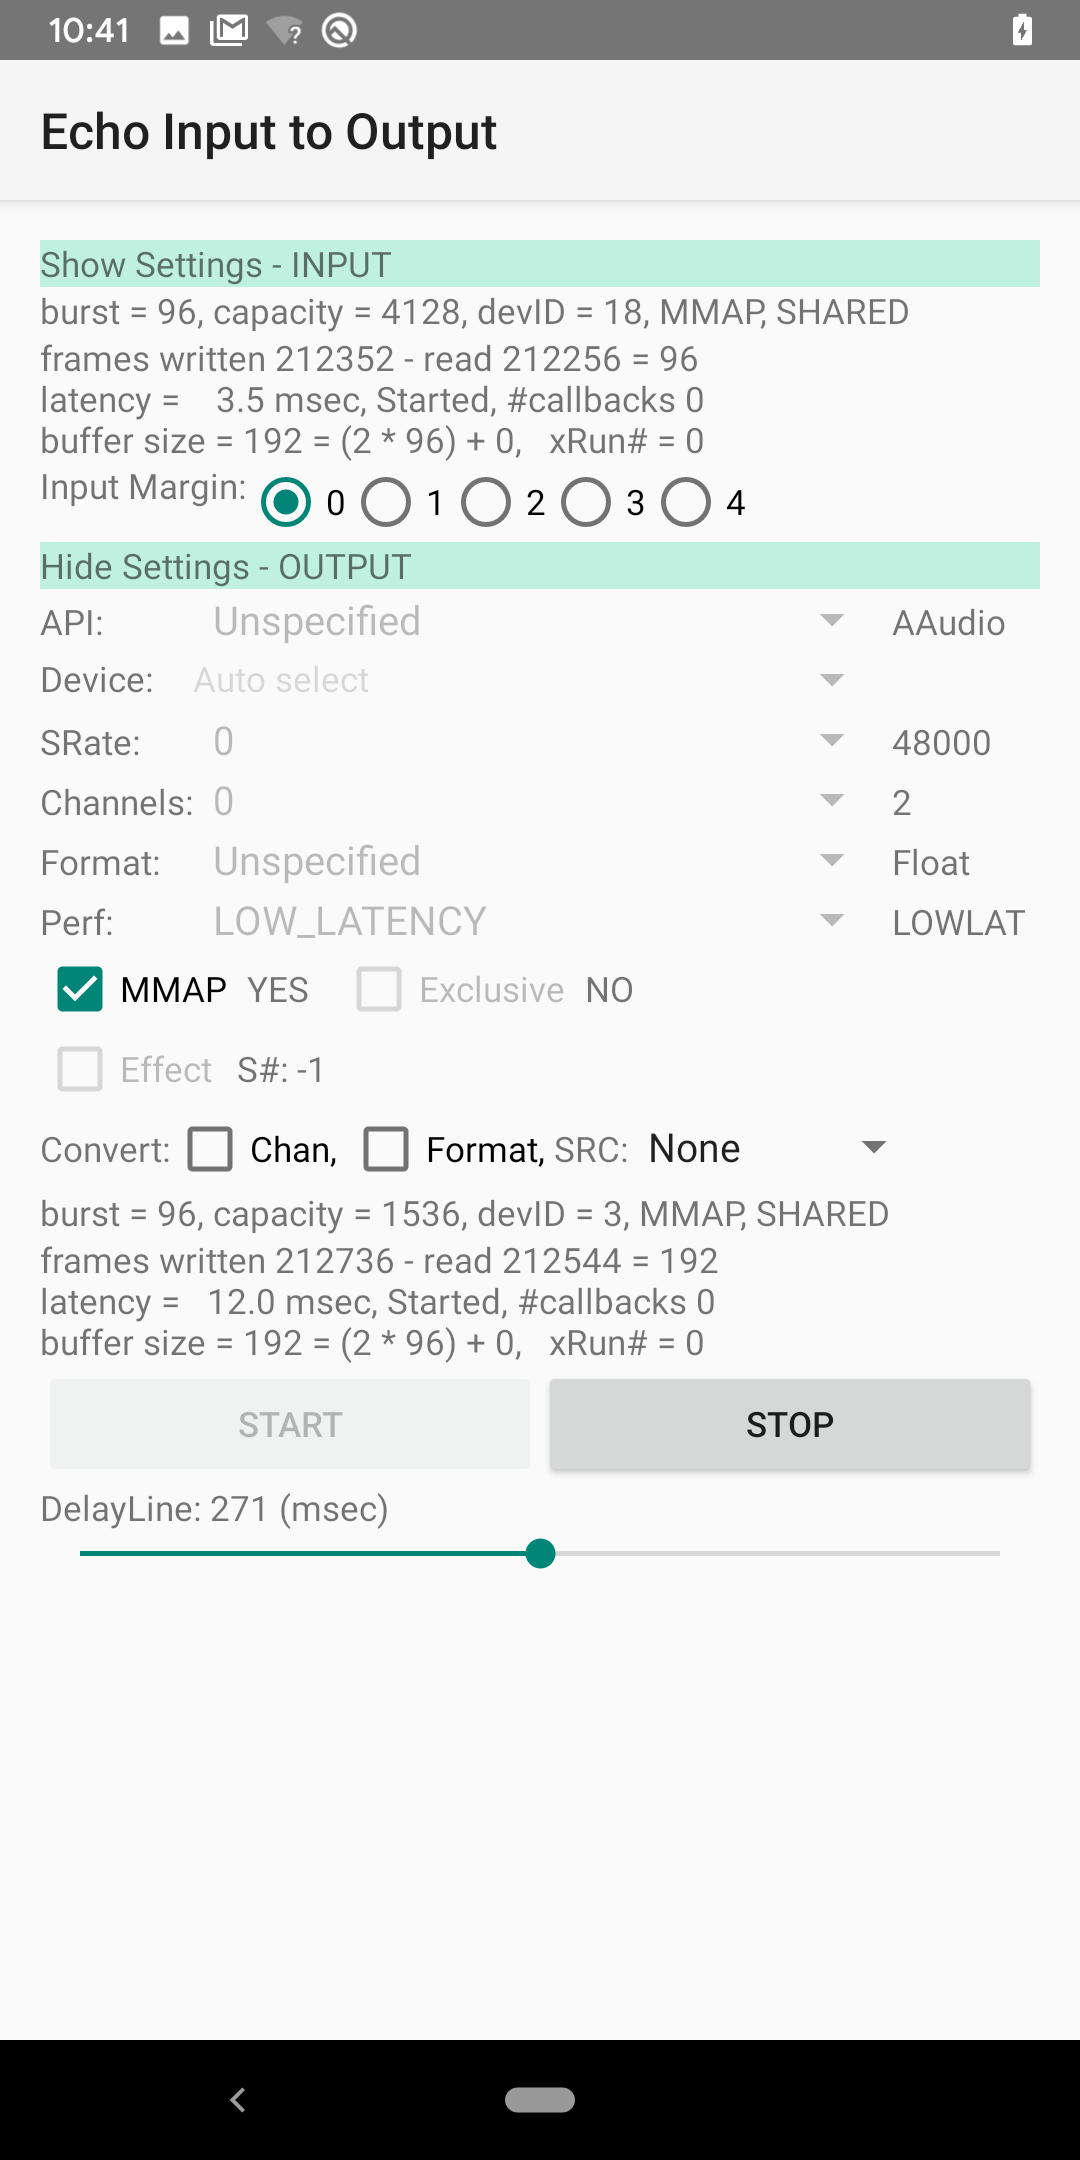 10:41
Echo Input to Output
Show Settings - INPUT
burst = 96, capacity = 4128, devID = 18, MMAP, SHARED
frames written 212352 - read 212256 = 96
latency = 3.5 msec, Started, #callbacks 0
buffer size = 192 = (2 * 96) + 0, xRun# = 0
Input Margin: 0 1 2 3 4
Hide Settings - OUTPUT
API: Unspecified AAudio
Device: Auto select
SRate: 0 48000
Channels: 0 2
Format: Unspecified Float
Perf: LOW_LATENCY LOWLAT
MMAP YES Exclusive NO
Effect S#: -1
Convert: Chan, Format, SRC: None
burst = 96, capacity = 1536, devID = 3, MMAP, SHARED
frames written 212736 - read 212544 = 192
latency = 12.0 msec, Started, #callbacks 0
buffer size = 192 = (2 * 96) + 0, xRun# = 0
START STOP
DelayLine: 271 (msec)